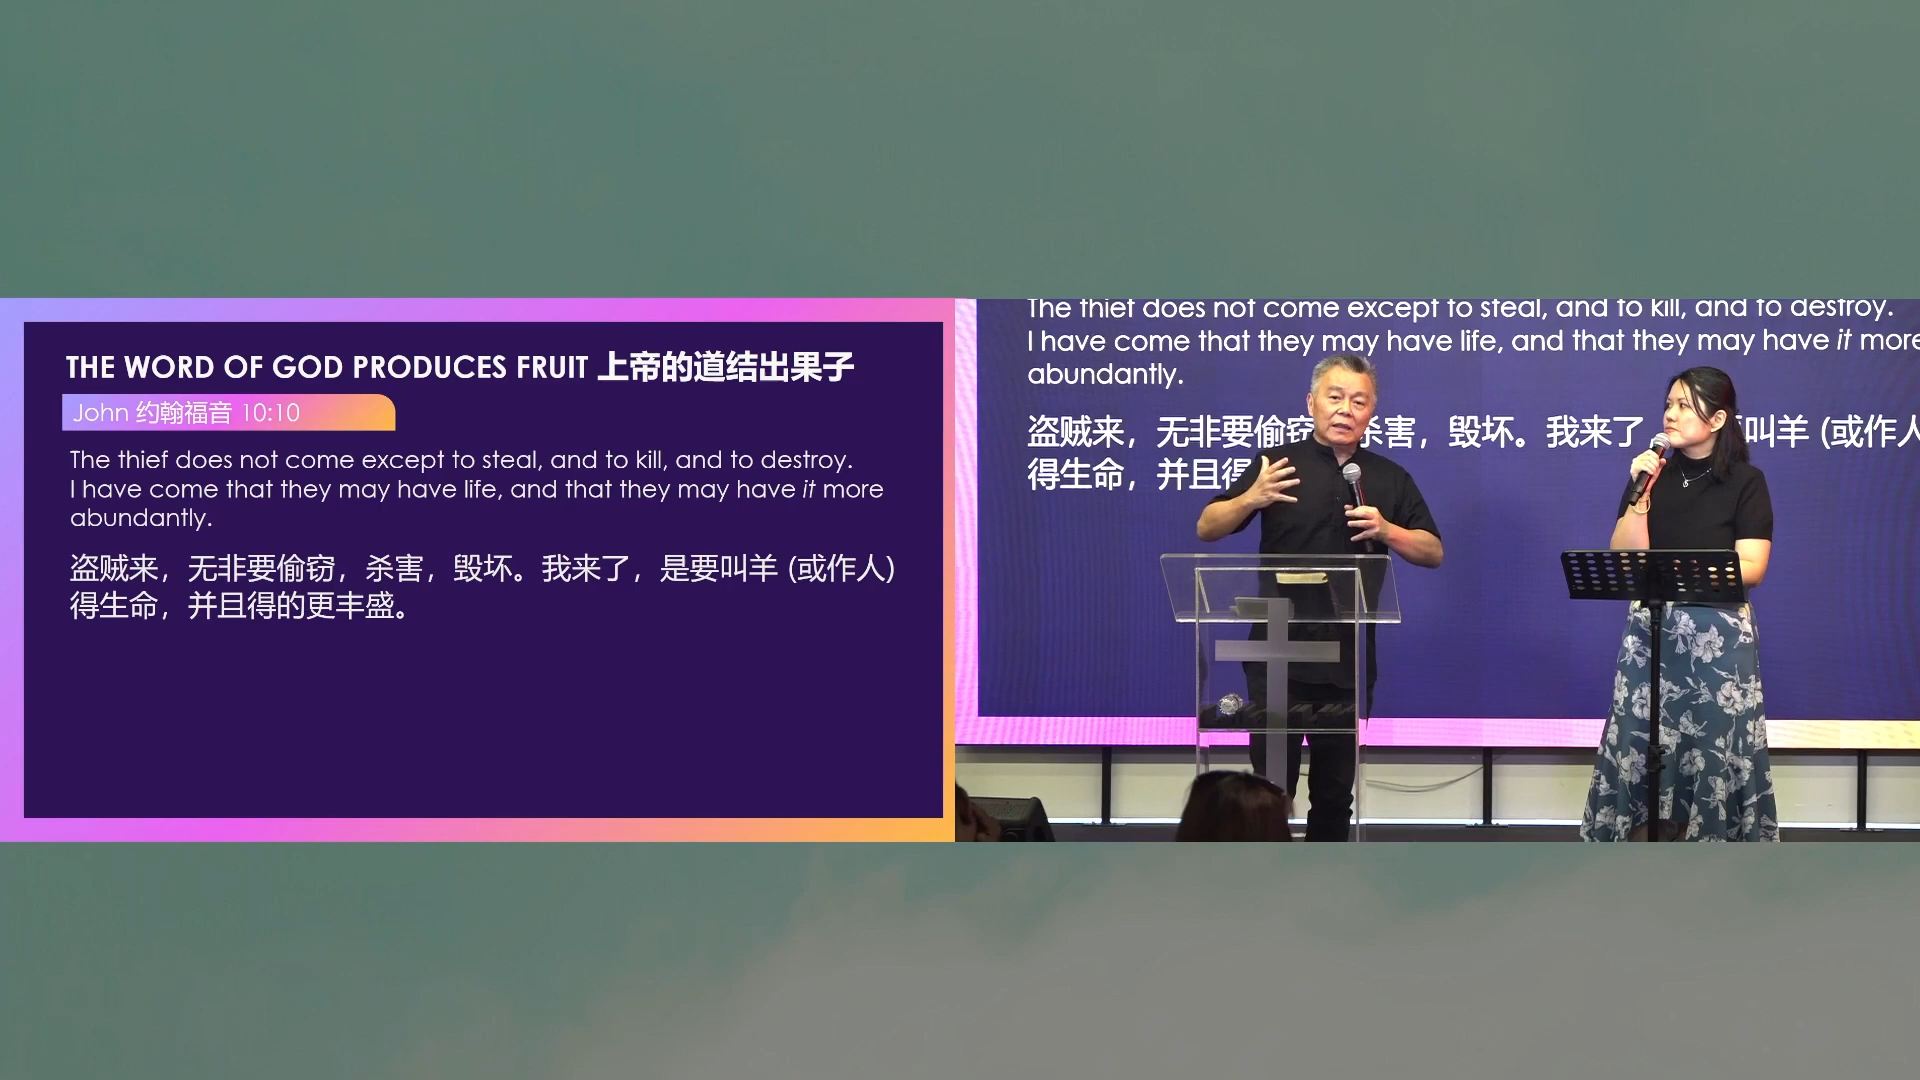 THE WORD OF GOD PRODUCES FRUIT 上帝的道结出果子
John 约翰福音 10:10
The thief does not come except to steal, and to kill, and to destroy.
I have come that they may have life, and that they may have it more
abundantly.
盗贼来，无非要偷窃，杀害，毁坏。我来了，是要叫羊 (或作人)
得生命，并且得的更丰盛。
The thief does not come except to steal, and to kill, and to destroy.
I have come that they may have life, and that they may have it more
abundantly.
盗贼来，无非要偷窃 杀害，毁坏。我来了 叫羊 (或作人
得生命，并且得